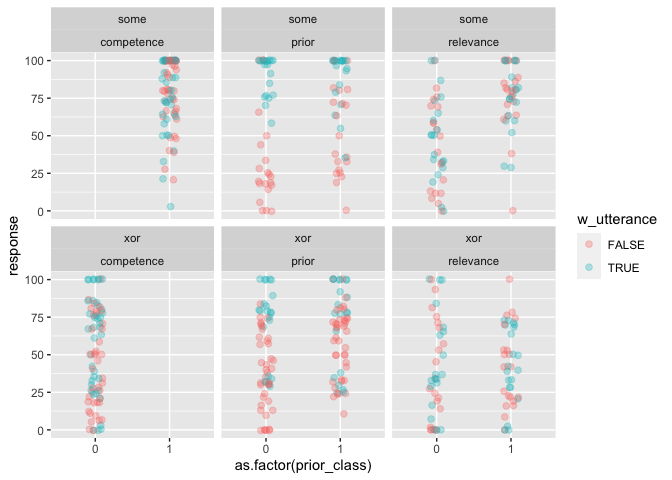 some
some
some
competence
prior
relevance
100
75
50
25
0
xor
xor
xor
competence
prior
relevance
100
75
50
25
0
0
1
0
1
0
1
as.factor(prior_class)
response
w_utterance
FALSE
TRUE